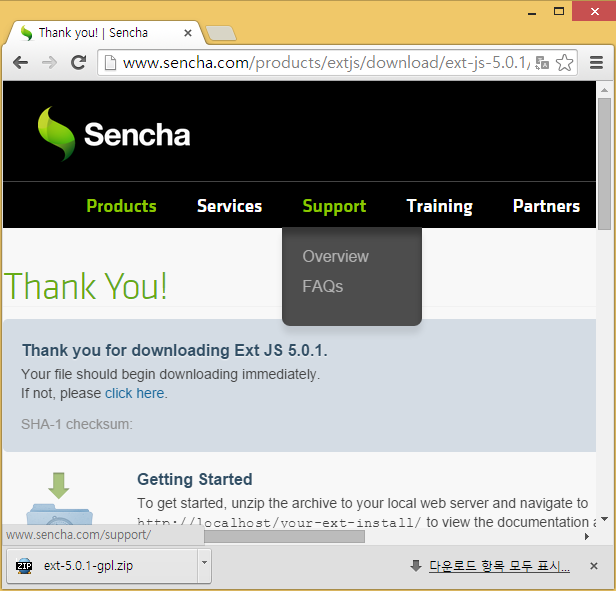 Thank you! | Sencha
www.sencha.com/products/extjs/download/ext-js-5.0.1/
Sencha
Products Services Support Training Partners
Overview
FAQs
Thank You!
Thank you for downloading Ext JS 5.0.1.
Your file should begin downloading immediately.
If not, please click here.
SHA-1 checksum:
Getting Started
To get started, unzip the archive to your local web server and navigate to
http://localhost/your-ext-install/ to view the documentation a
www.sencha.com/support/
ZIP
ext-5.0.1-gpl.zip
다운로드 항목 모두 표시...